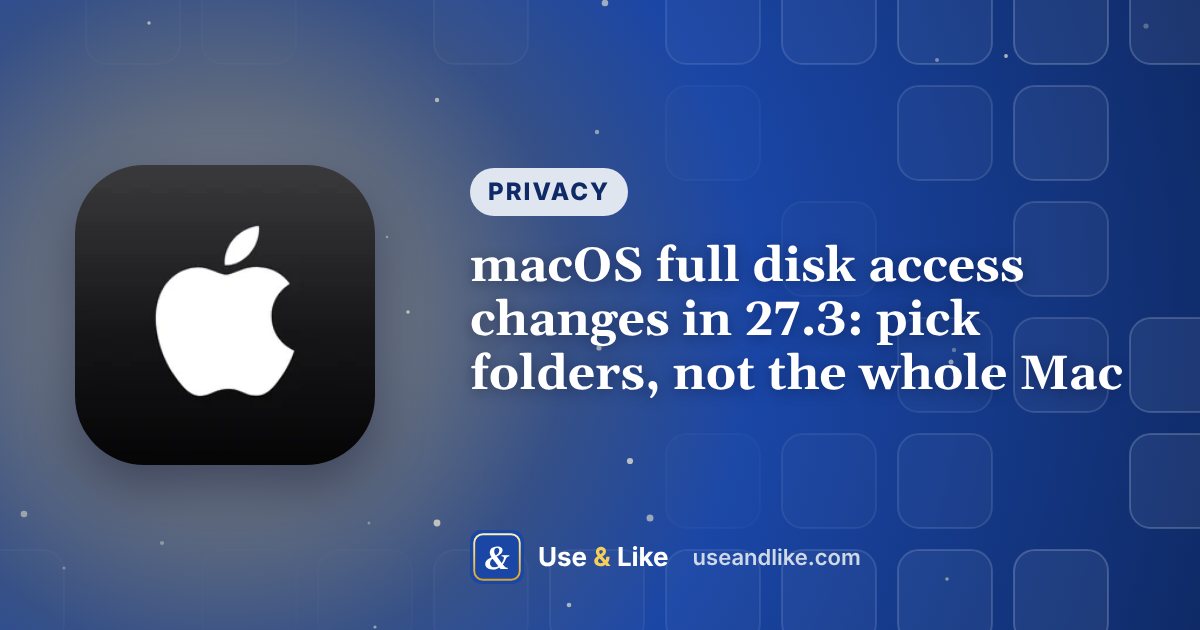 PRIVACY
macOS full disk access
changes in 27.3: pick
folders, not the whole Mac
& Use & Like useandlike.com